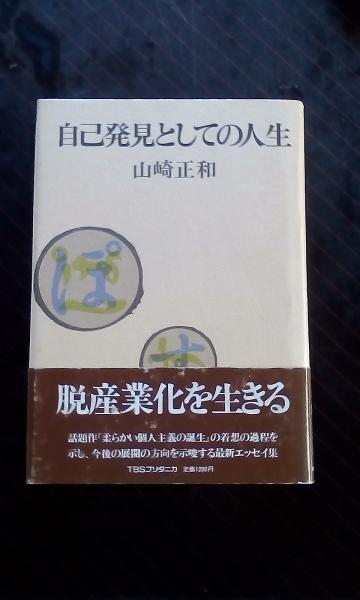 自己発見としての人生
山崎正和
ぽ
す
脱産業化を生きる
話題作「柔らかい個人主義の誕生」の着想の過程を
示し、今後の展開の方向を示唆する最新エッセイ集
TBSブリタニカ 定価1200円